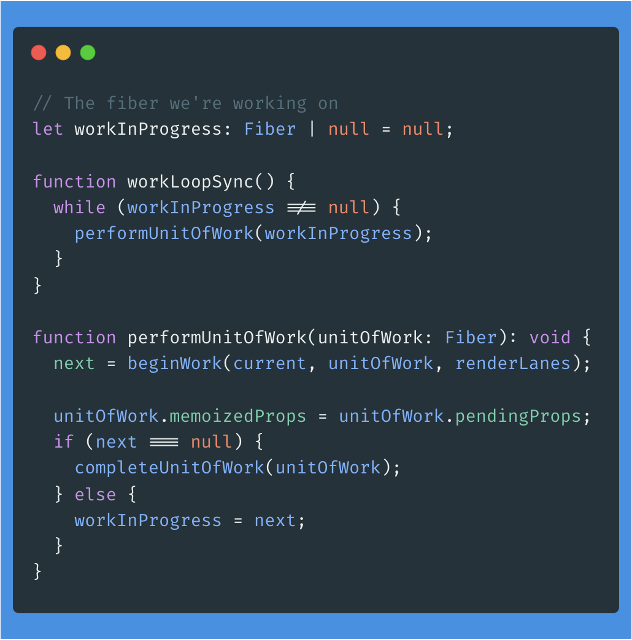 // The fiber we're working on
let workInProgress: Fiber | null = null;
function workLoopSync() {
while (workInProgress !== null) {
performUnitOfWork(workInProgress);
}
}
function performUnitOfWork(unitOfWork: Fiber): void {
next = beginWork(current, unitOfWork, renderLanes);
unitOfWork.memoizedProps = unitOfWork.pendingProps;
if (next === null) {
completeUnitOfWork(unitOfWork);
} else {
workInProgress = next;
}
}